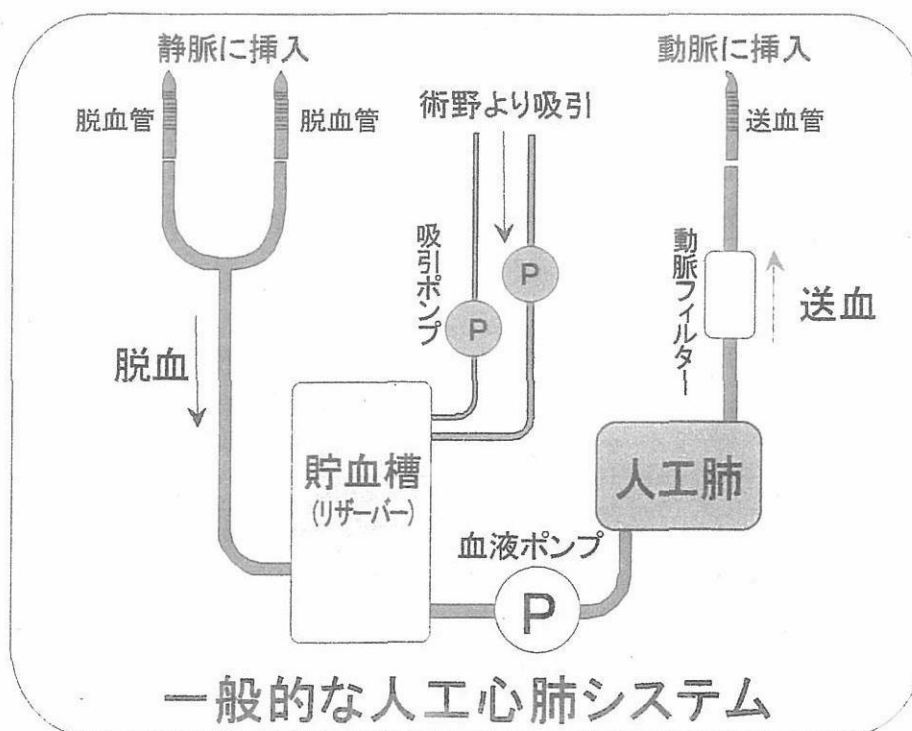 静脈に挿入
動脈に挿入
脱血管
脱血管
術野より吸引
送血管
吸引ポンプ
P
P
動脈フィルター
送血
脱血
貯血槽
(リザーバー)
人工肺
血液ポンプ
P
一般的な人工心肺システム